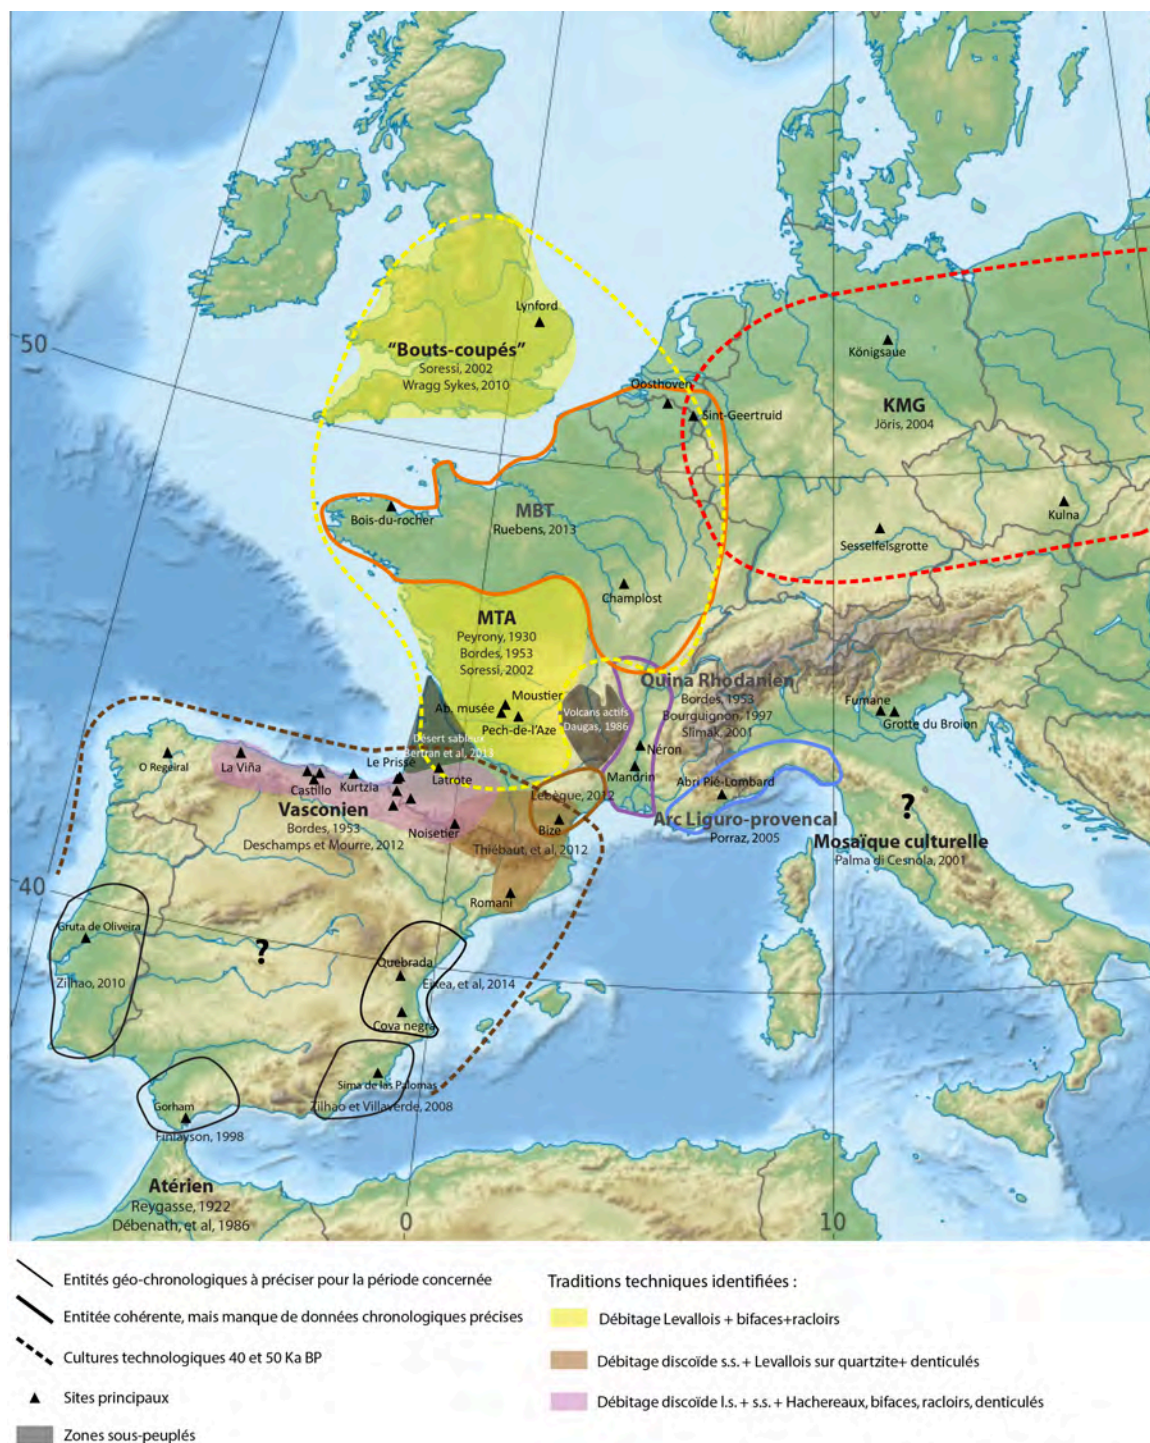 50
Lynford
"Bouts-coupés"
Soressi, 2002
Wragg Sykes, 2010
Oosthoven
Sint-Geertruid
Königsaue
KMG
Jöris, 2004
Bois-du-rocher
MBT
Ruebens, 2013
Kulna
Sesselfelsgrotte
Champlost
MTA
Peyrony, 1930
Bordes, 1953
Soressi, 2002
Quina Rhodanien
Bordes, 1953
Bourguignon, 1997
Slimak, 2001
Moustier
Ab. musée
Pech-de-l'Aze
Volcans actifs
Daugas, 1986
Fumane
Grotte du Broion
Désert sableux
Bertran et al, 2013
Néron
Mandrin
O Regeiral
La Viña
Castillo
Kurtzia
Le Prissé
Latrote
Lebèque, 2012
Abri Pié-Lombard
Vasconien
Bordes, 1953
Deschamps et Mourre, 2012
Noisetier
Bize
Thiébaut, et al, 2012
Arc Liguro-provencal
Porraz, 2005
?
Mosaïque culturelle
Palma di Cesnola, 2001
40
Romani
Gruta de Oliveira
Zilhao, 2010
?
Quebrada
Eixea, et al, 2014
Cova negra
Sima de las Palomas
Zilhao et Villaverde, 2008
Gorham
Finlayson, 1998
Atérien
Reygasse, 1922
Débenath, et al, 1986
0
10
Entités géo-chronologiques à préciser pour la période concernée
Entitée cohérente, mais manque de données chronologiques précises
Cultures technologiques 40 et 50 Ka BP
Sites principaux
Zones sous-peuplés
Traditions techniques identifiées :
Débitage Levallois + bifaces+racloirs
Débitage discoïde s.s. + Levallois sur quartzite+ denticulés
Débitage discoïde l.s. + s.s. + Hachereaux, bifaces, racloirs, denticulés